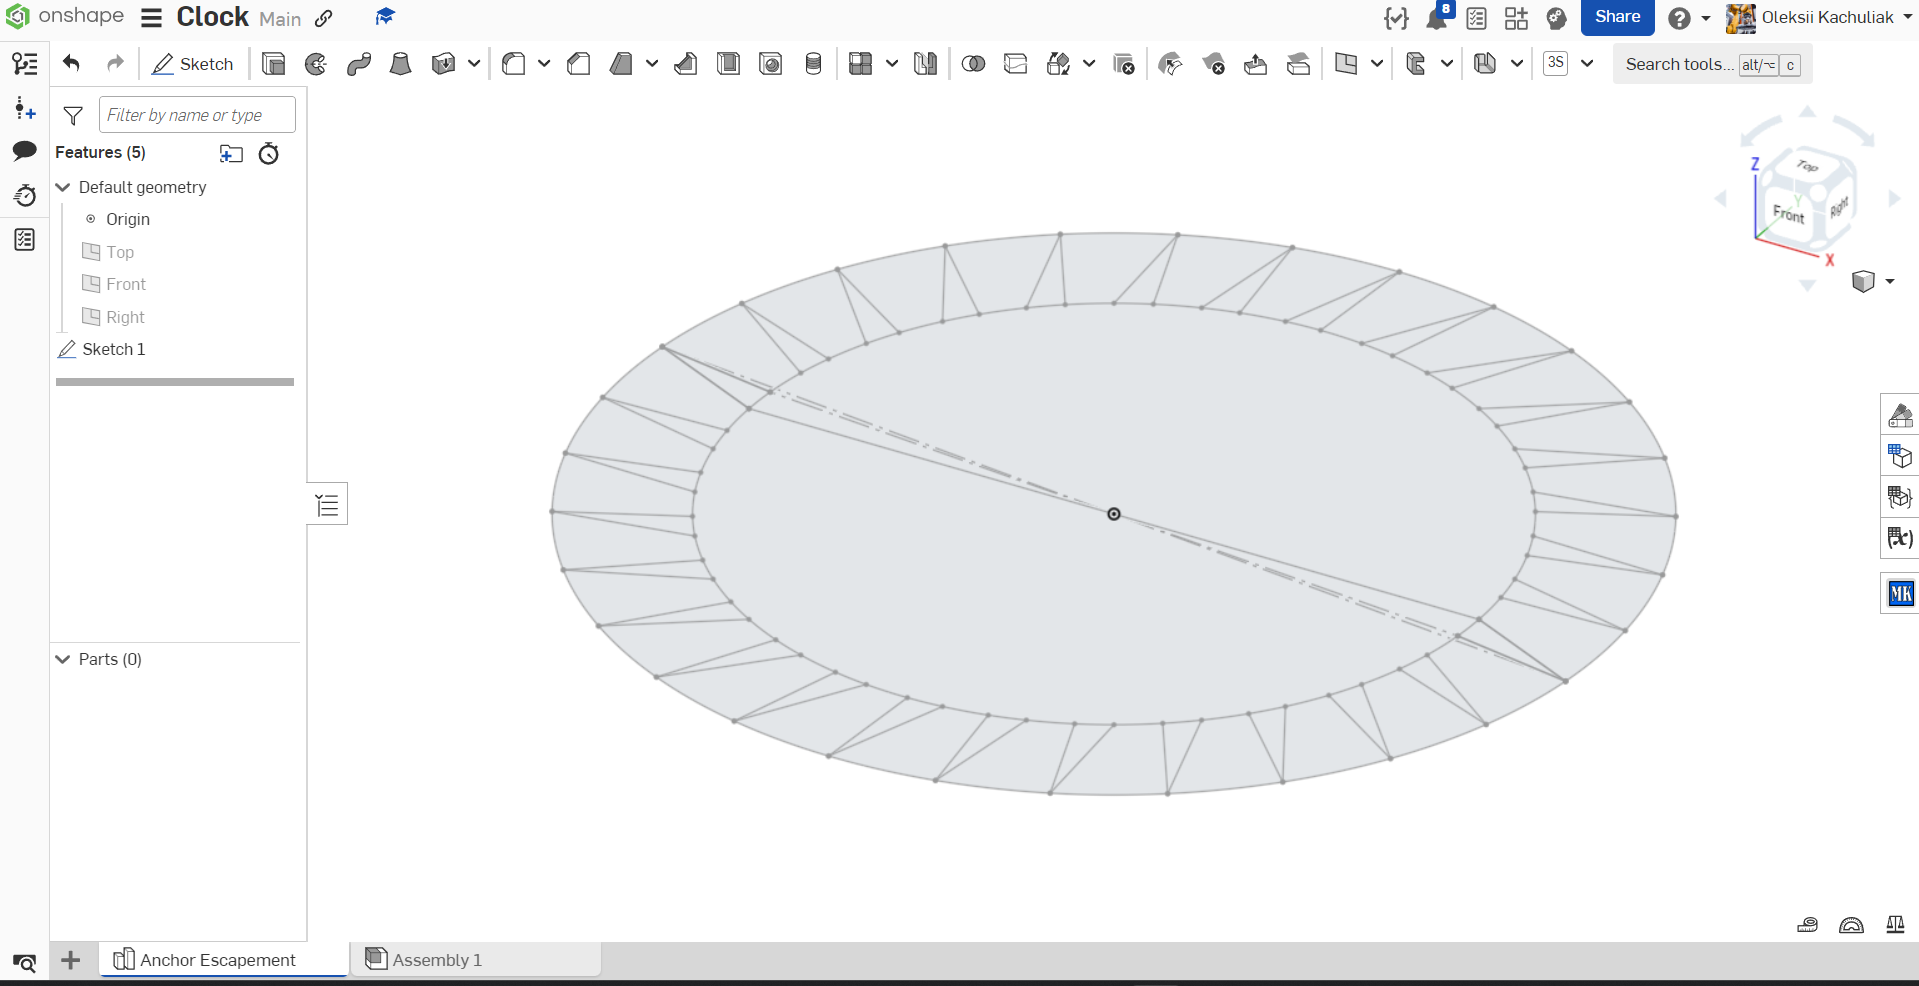 onshape Clock Main 8 Share Oleksii Kachuliak
Sketch 3S Search tools... alt/⌥ c
Filter by name or type
Features (5)
Default geometry
Origin
Top
Front
Right
Sketch 1
Parts (0)
Z
Top
Y
Front
Right
X
(x)
MK
Anchor Escapement Assembly 1